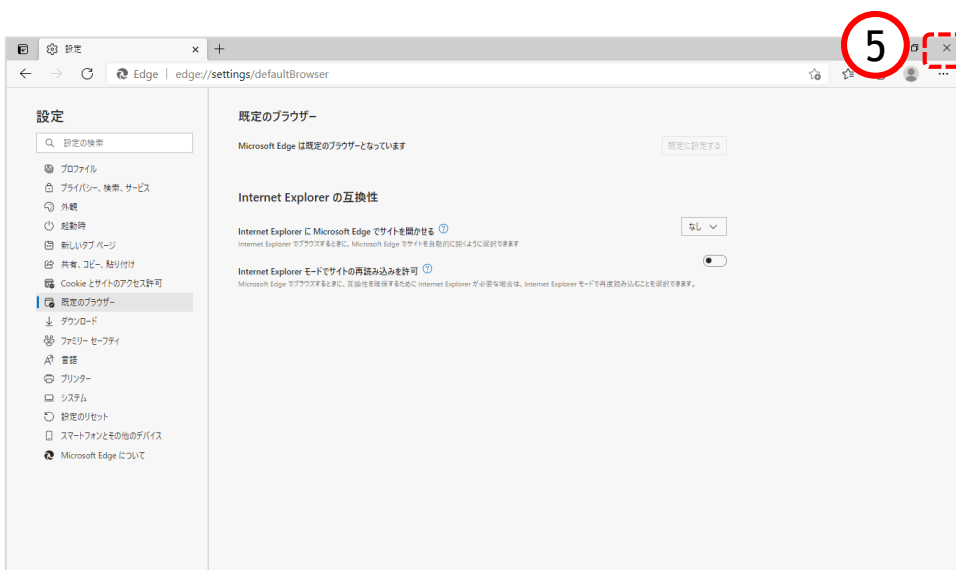 設定
5
Edge | edge://settings/defaultBrowser
設定
設定の検索
プロファイル
プライバシー、検索、サービス
外観
起動時
新しいタブ ページ
共有、コピー、貼り付け
Cookie とサイトのアクセス許可
既定のブラウザー
ダウンロード
ファミリー セーフティ
言語
プリンター
システム
設定のリセット
スマートフォンとその他のデバイス
Microsoft Edge について
既定のブラウザー
Microsoft Edge は既定のブラウザーとなっています
既定に設定する
Internet Explorer の互換性
Internet Explorer に Microsoft Edge でサイトを開かせる
なし
Internet Explorer でブラウズするときに、Microsoft Edge でサイトを自動的に開くように選択できます
Internet Explorer モードでサイトの再読み込みを許可
Microsoft Edge でブラウズするときに、互換性を確保するために Internet Explorer が必要な場合は、Internet Explorer モードで再度読み込むことを選択できます。